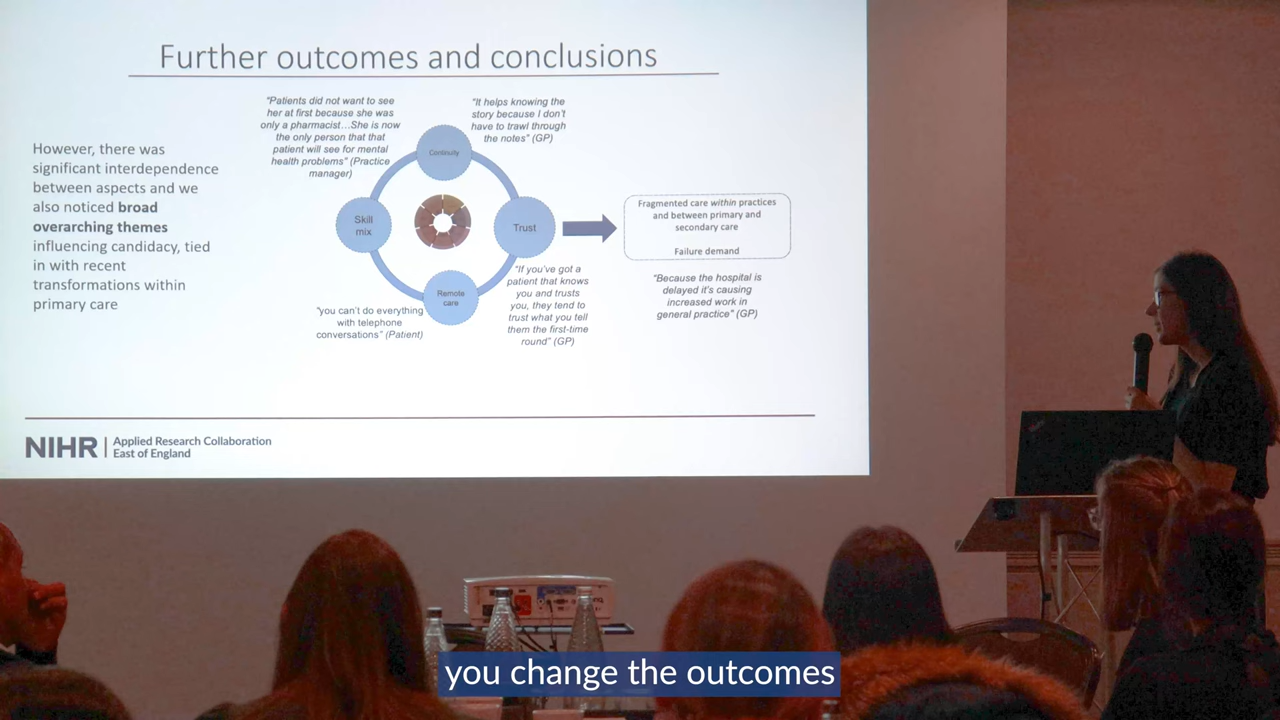 Further outcomes and conclusions
However, there was
significant interdependence
between aspects and we
also noticed broad
overarching themes
influencing candidacy, tied
in with recent
transformations within
primary care
"Patients did not want to see
her at first because she was
only a pharmacist...She is now
the only person that that
patient will see for mental
health problems" (Practice
manager)
"It helps knowing the
story because I don't
have to trawl through
the notes" (GP)
Continuity
Skill
mix
Trust
Remote
care
"you can't do everything
with telephone
conversations" (Patient)
"If you've got a
patient that knows
you and trusts
you, they tend to
trust what you tell
them the first-time
round" (GP)
Fragmented care within practices
and between primary and
secondary care
Failure demand
"Because the hospital is
delayed it's causing
increased work in
general practice" (GP)
NIHR | Applied Research Collaboration
East of England
you change the outcomes